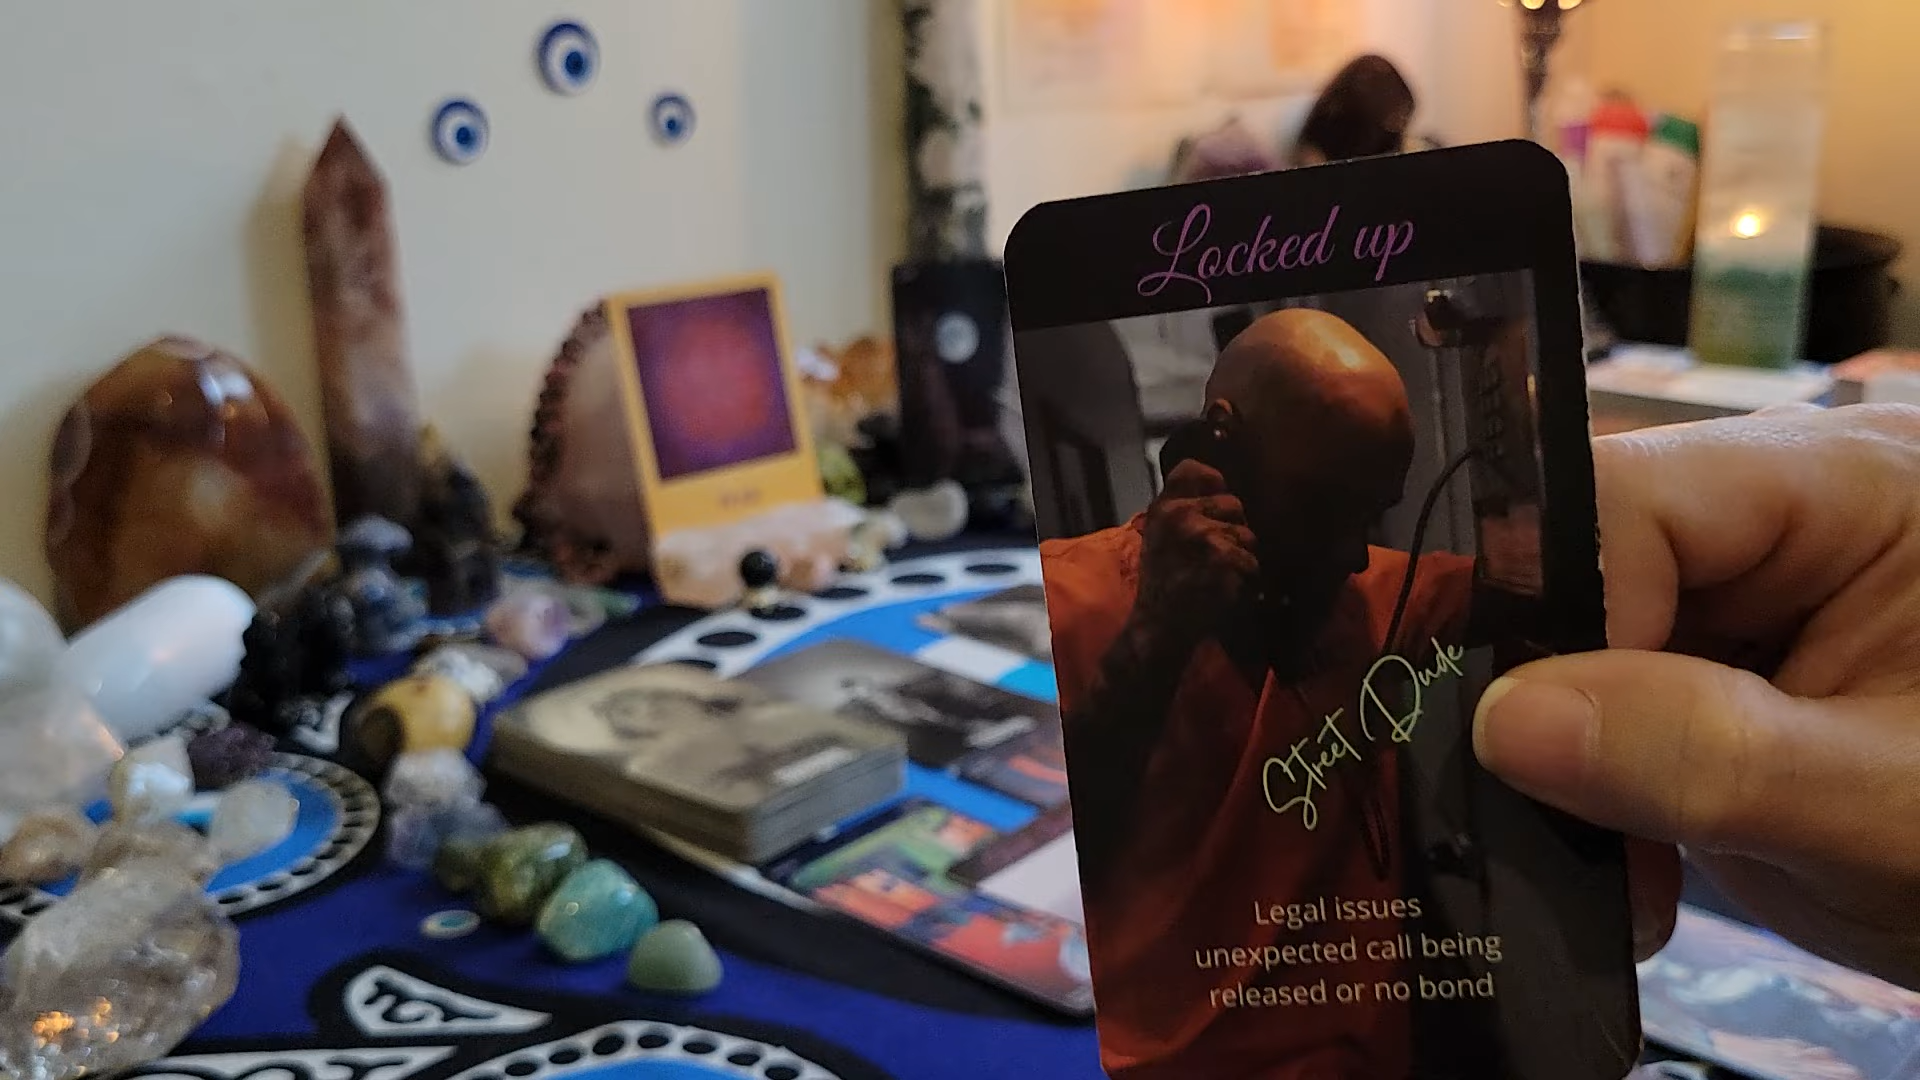 Locked up
Street Dude
Legal issues
unexpected call being
released or no bond